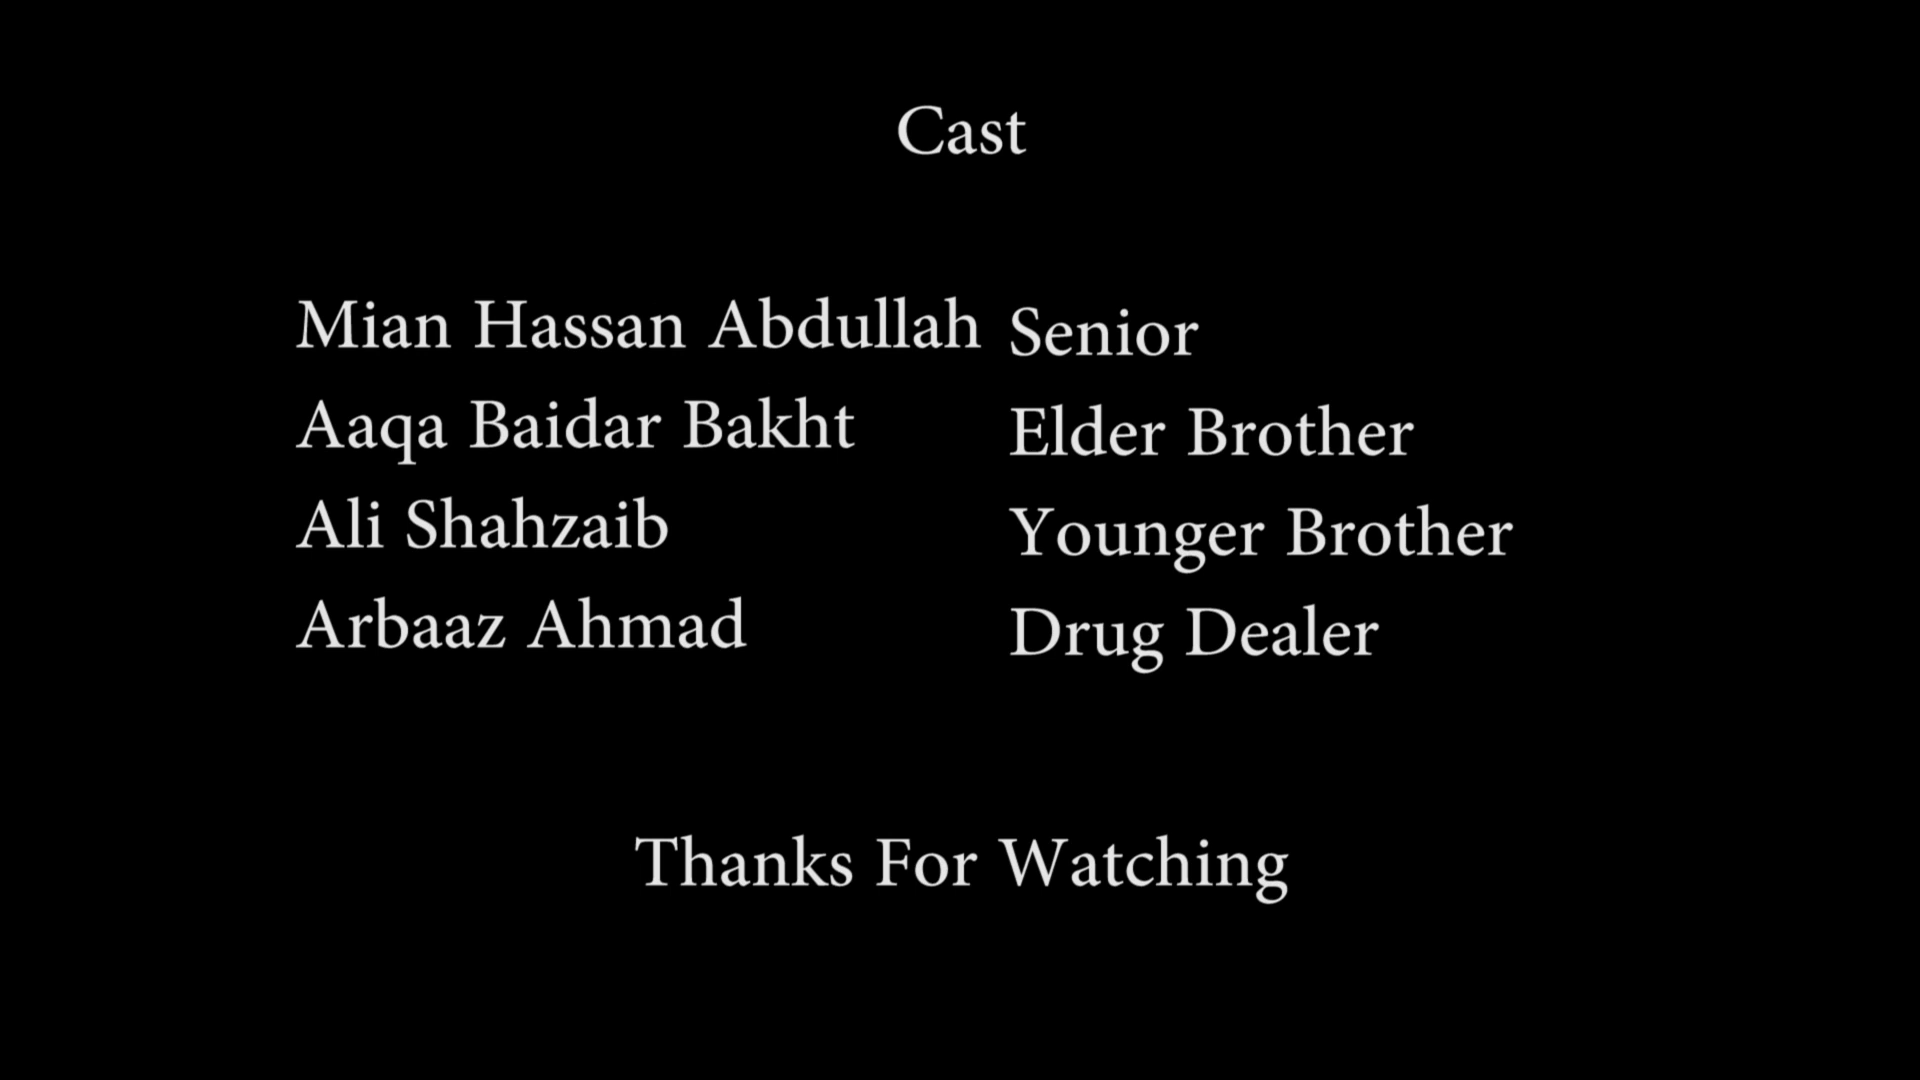 Cast
Mian Hassan Abdullah Senior
Aaqa Baidar Bakht Elder Brother
Ali Shahzaib Younger Brother
Arbaaz Ahmad Drug Dealer
Thanks For Watching